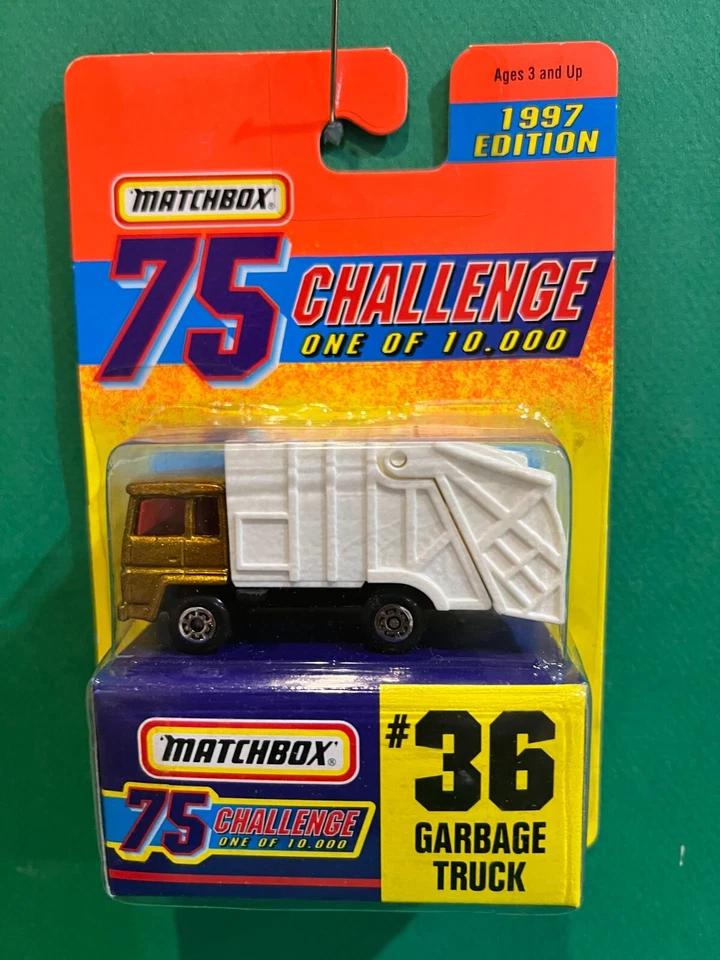 Ages 3 and Up
1997
EDITION
"MATCHBOX"®
75 CHALLENGE
ONE OF 10.000
"MATCHBOX"®
75 CHALLENGE
ONE OF 10.000
#36
GARBAGE
TRUCK